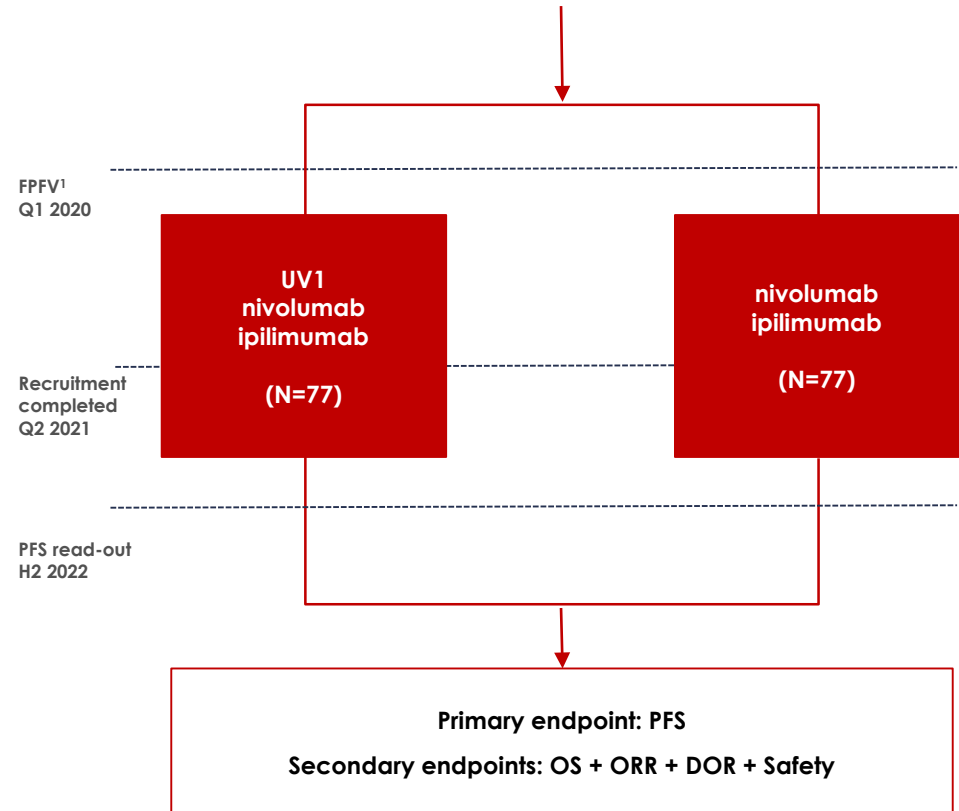 FPFV¹
Q1 2020
UV1
nivolumab
ipilimumab
(N=77)
nivolumab
ipilimumab
(N=77)
Recruitment
completed
Q2 2021
PFS read-out
H2 2022
Primary endpoint: PFS
Secondary endpoints: OS + ORR + DOR + Safety